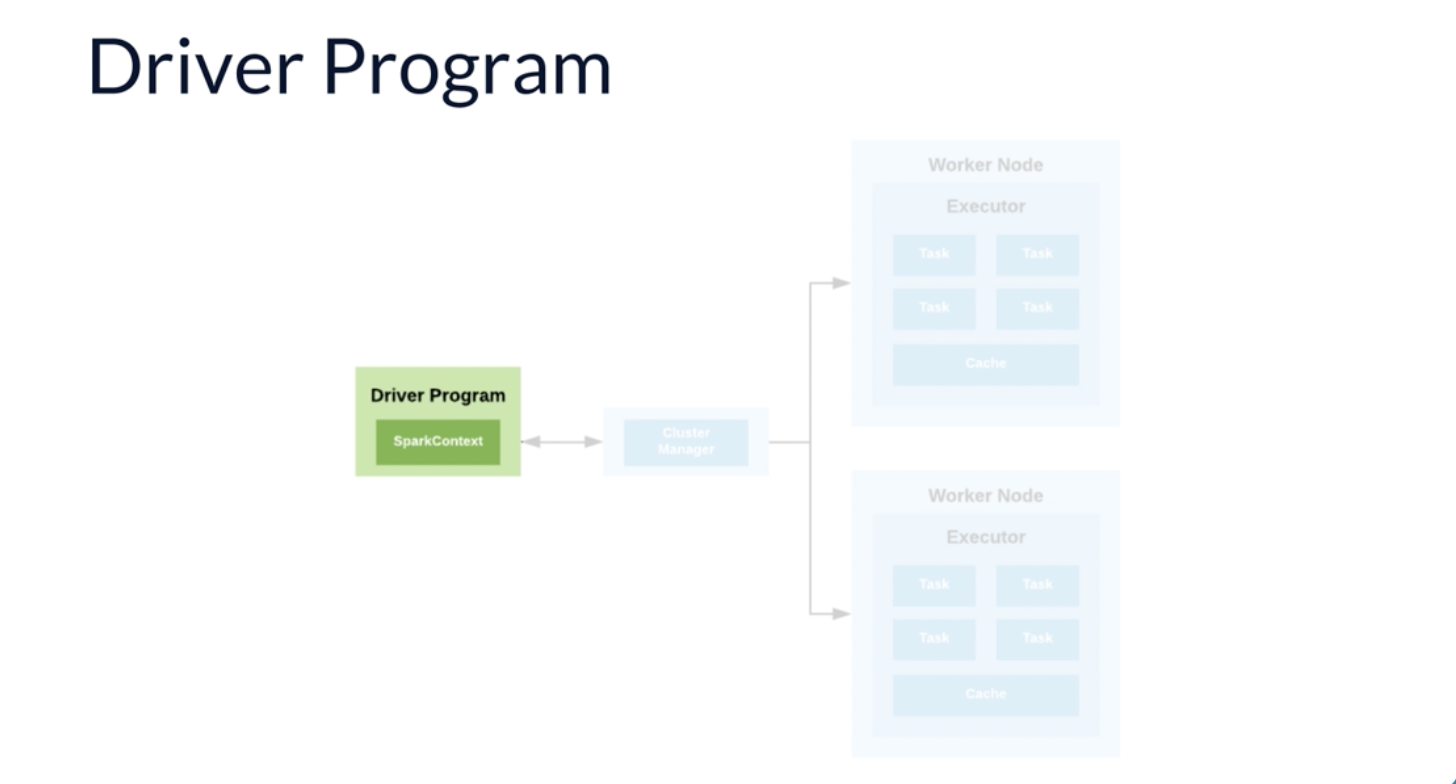 Driver Program
Driver Program
SparkContext
Cluster
Manager
Worker Node
Executor
Task Task
Task Task
Cache
Worker Node
Executor
Task Task
Task Task
Cache